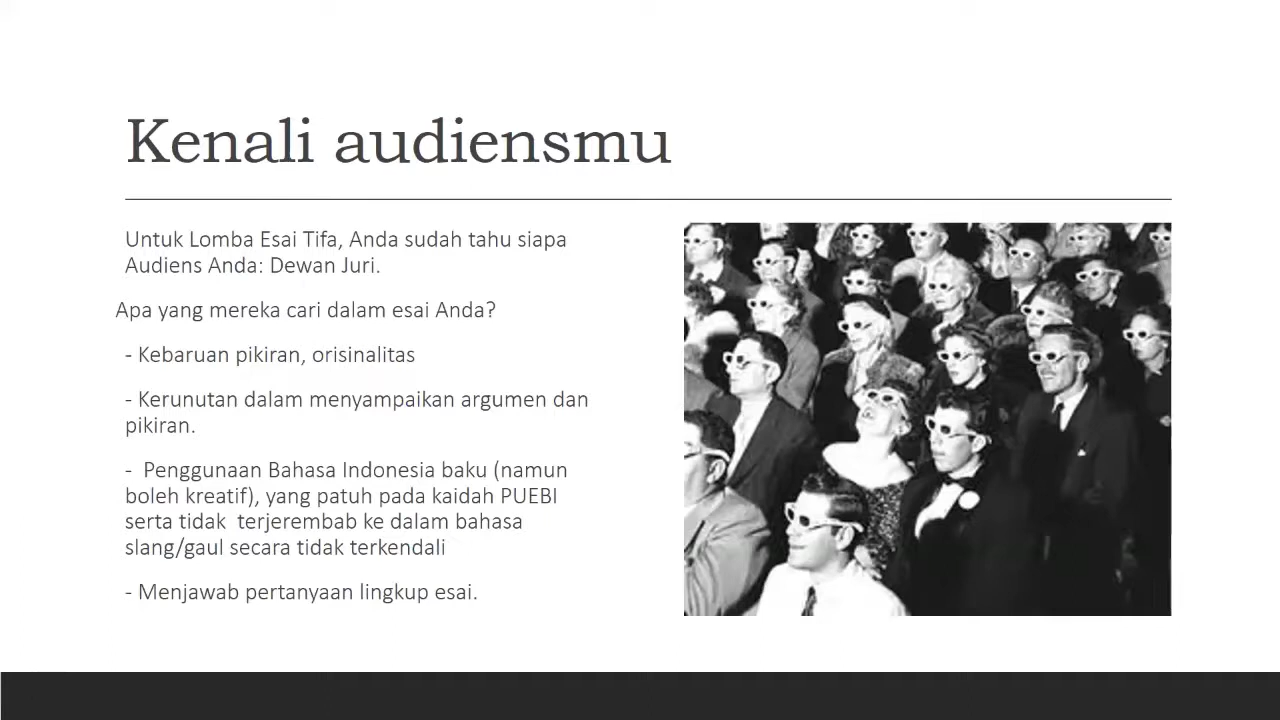 Kenali audiensmu
Untuk Lomba Esai Tifa, Anda sudah tahu siapa
Audiens Anda: Dewan Juri.
Apa yang mereka cari dalam esai Anda?
- Kebaruan pikiran, orisinalitas
- Kerunutan dalam menyampaikan argumen dan
pikiran.
- Penggunaan Bahasa Indonesia baku (namun
boleh kreatif), yang patuh pada kaidah PUEBI
serta tidak terjerembab ke dalam bahasa
slang/gaul secara tidak terkendali
- Menjawab pertanyaan lingkup esai.